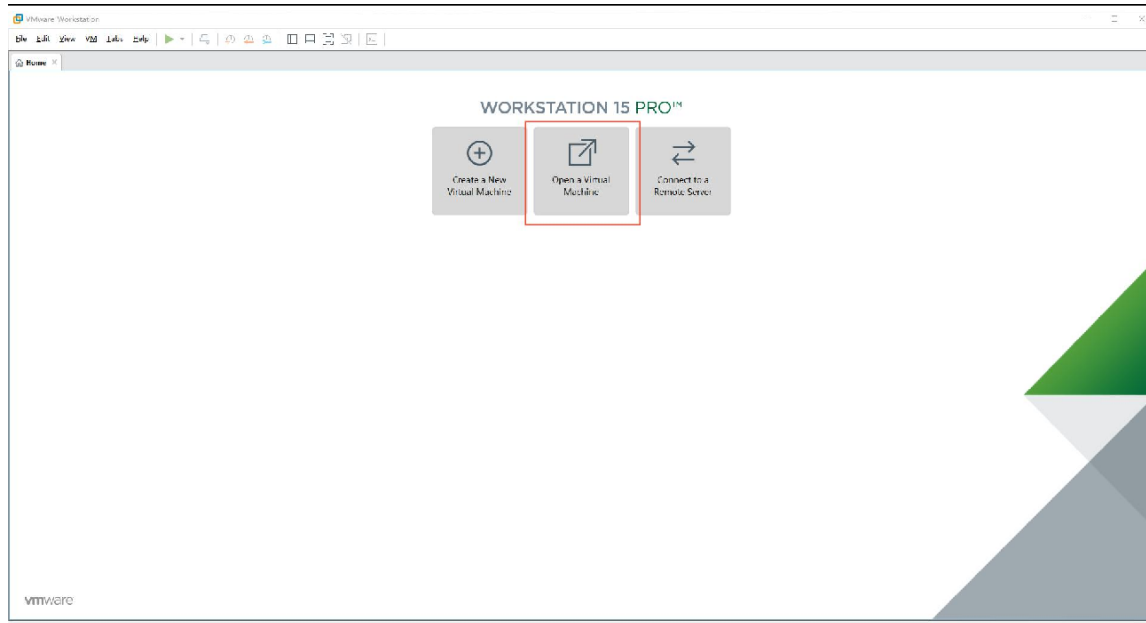 VMware Workstation
File Edit View VM Tabs Help
Home
WORKSTATION 15 PRO™
Create a New
Virtual Machine
Open a Virtual
Machine
Connect to a
Remote Server
vmware